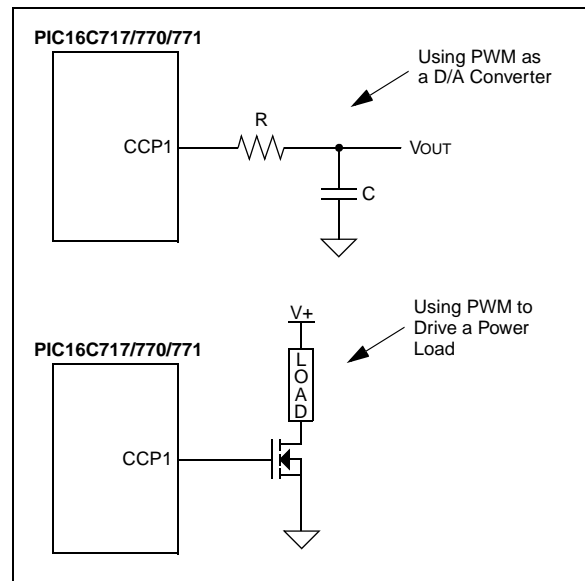 PIC16C717/770/771
Using PWM as
a D/A Converter
R
CCP1
VOUT
C
Using PWM to
Drive a Power
Load
V+
PIC16C717/770/771
LOAD
CCP1